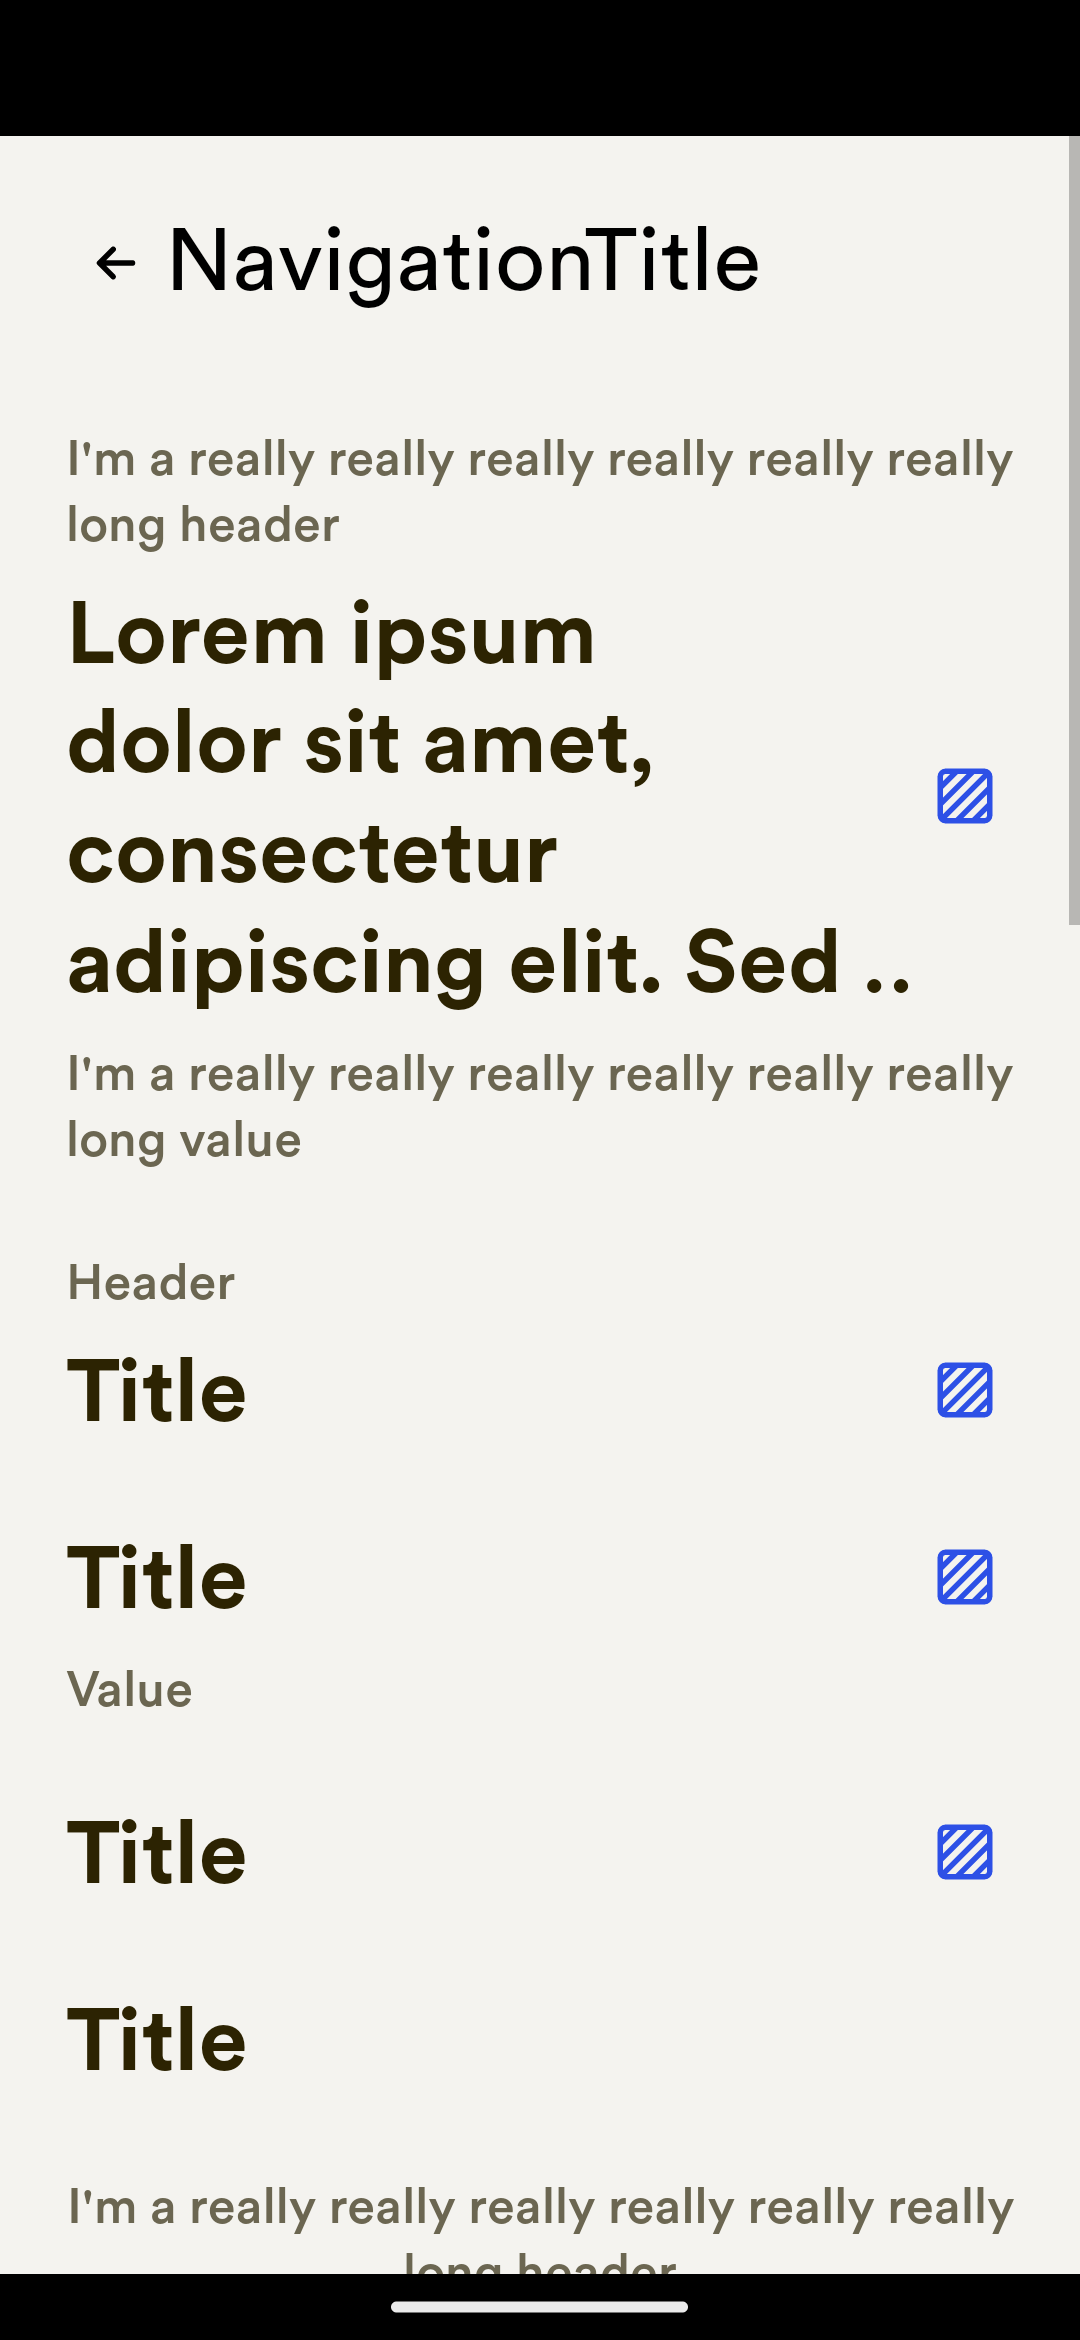 NavigationTitle
I'm a really really really really really really
long header
Lorem ipsum
dolor sit amet,
consectetur
adipiscing elit. Sed ..
I'm a really really really really really really
long value
Header
Title
Title
Value
Title
Title
I'm a really really really really really really
long header